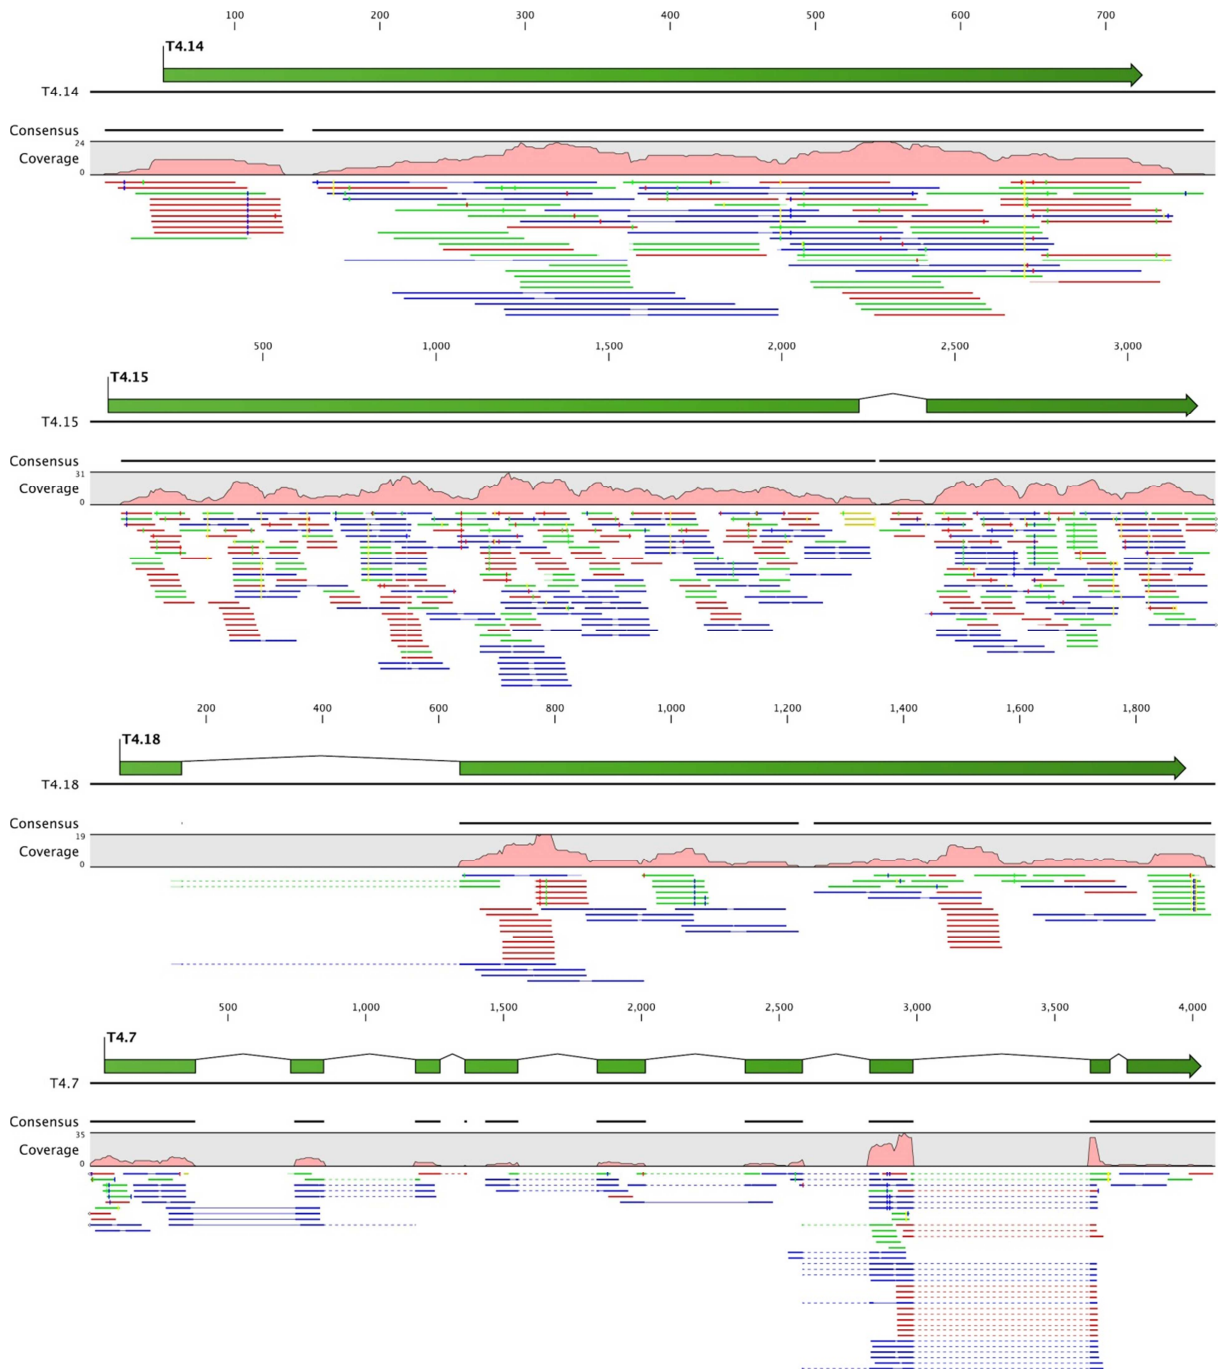 100 200 300 400 500 600 700
T4.14
T4.14
Consensus
24
Coverage
0
500 1,000 1,500 2,000 2,500 3,000
T4.15
T4.15
Consensus
31
Coverage
0
200 400 600 800 1,000 1,200 1,400 1,600 1,800
T4.18
T4.18
Consensus
19
Coverage
0
500 1,000 1,500 2,000 2,500 3,000 3,500 4,000
T4.7
T4.7
Consensus
35
Coverage
0